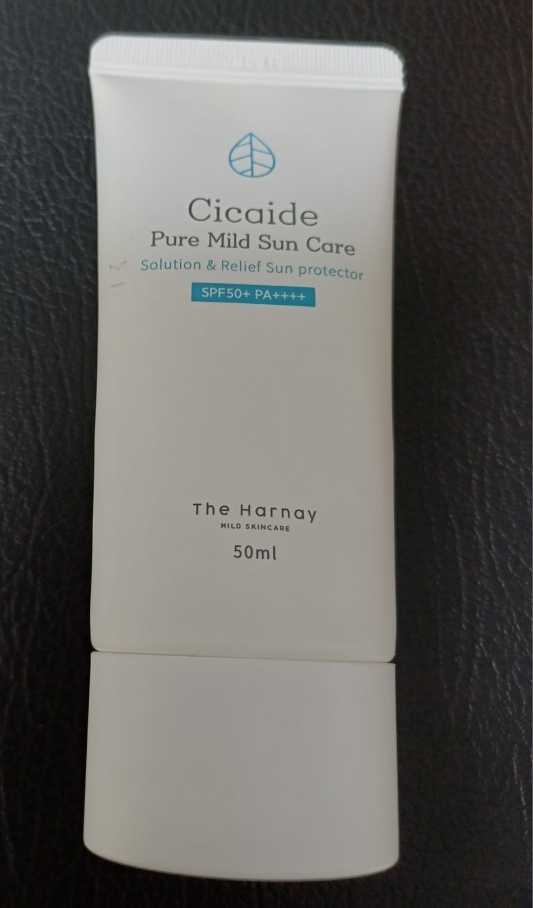 Cicaide
Pure Mild Sun Care
Solution & Relief Sun protector
SPF50+ PA++++
The Harnay
MILD SKINCARE
50ml